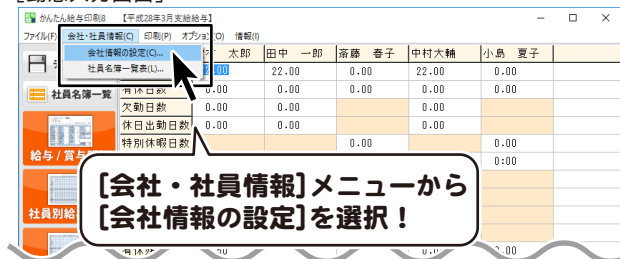 かんたん給与印刷8 【平成28年3月支給給与】
ファイル(F) 会社・社員情報(C) 印刷(P) オプション(O) 情報(I)
会社情報の設定(C)...
社員名簿一覧表(L)...
太郎 田中 一郎 斎藤 春子 中村大輔 小島 夏子
22.00 0.00 22.00 0.00
社員名簿一覧
有休日数 0.00 0.00 0.00 0.00 0.00
欠勤日数 0.00 0.00 0.00
休日出勤日数 0.00 0.00 0.00
特別休暇日数 0.00 0.00
0:00
給与/賞与
社員別給
[会社・社員情報]メニューから
[会社情報の設定]を選択！